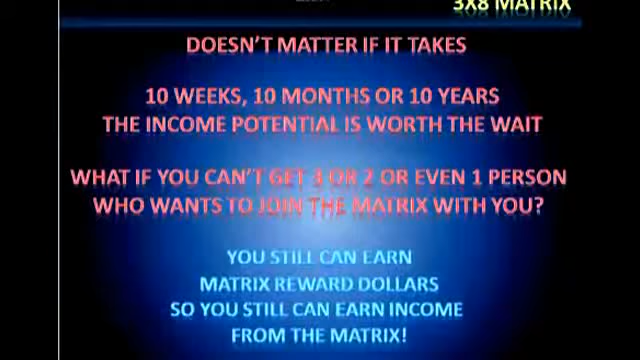 3X8 MATRIX
DOESN'T MATTER IF IT TAKES
10 WEEKS, 10 MONTHS OR 10 YEARS
THE INCOME POTENTIAL IS WORTH THE WAIT
WHAT IF YOU CAN'T GET 3 OR 2 OR EVEN 1 PERSON
WHO WANTS TO JOIN THE MATRIX WITH YOU?
YOU STILL CAN EARN
MATRIX REWARD DOLLARS
SO YOU STILL CAN EARN INCOME
FROM THE MATRIX!